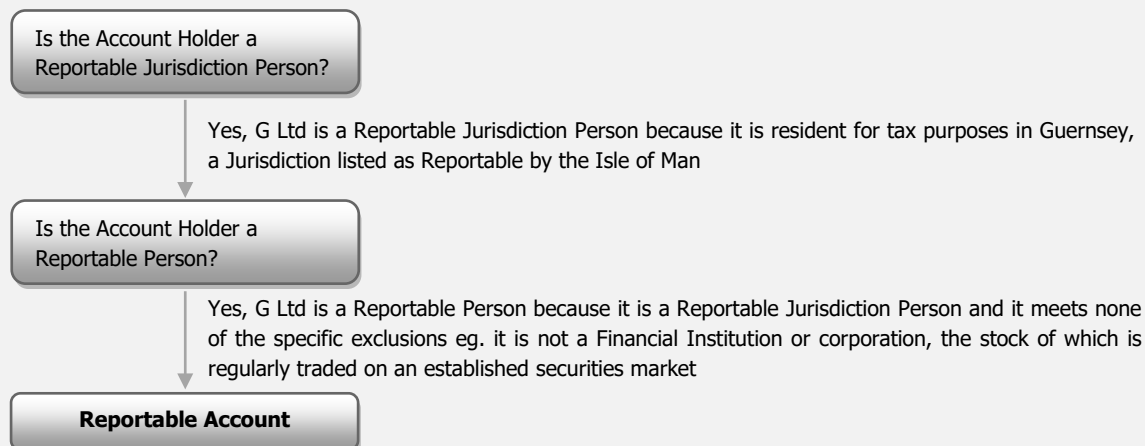 Is the Account Holder a
Reportable Jurisdiction Person?
Yes, G Ltd is a Reportable Jurisdiction Person because it is resident for tax purposes in Guernsey,
a Jurisdiction listed as Reportable by the Isle of Man
Is the Account Holder a
Reportable Person?
Yes, G Ltd is a Reportable Person because it is a Reportable Jurisdiction Person and it meets none
of the specific exclusions eg. it is not a Financial Institution or corporation, the stock of which is
regularly traded on an established securities market
Reportable Account